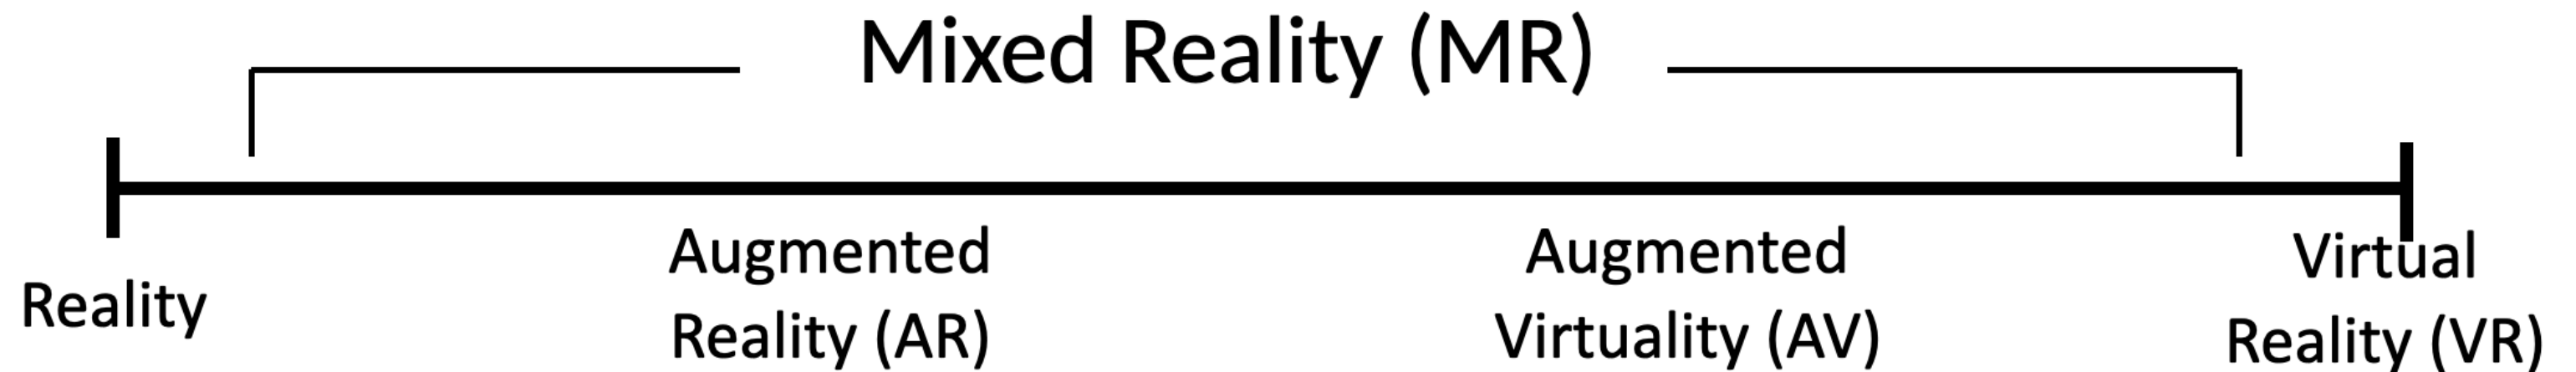 Mixed Reality (MR)
Reality
Augmented
Reality (AR)
Augmented
Virtuality (AV)
Virtual
Reality (VR)